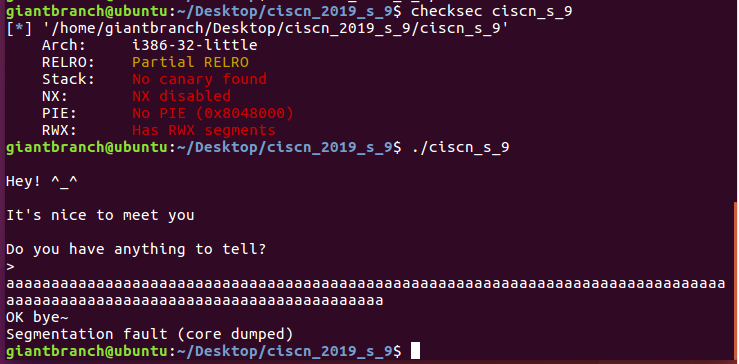 giantbranch@ubuntu:~/Desktop/ciscn_2019_s_9$ checksec ciscn_s_9
[*] '/home/giantbranch/Desktop/ciscn_2019_s_9/ciscn_s_9'
    Arch:     i386-32-little
    RELRO:    Partial RELRO
    Stack:    No canary found
    NX:       NX disabled
    PIE:      No PIE (0x8048000)
    RWX:      Has RWX segments
giantbranch@ubuntu:~/Desktop/ciscn_2019_s_9$ ./ciscn_s_9
Hey! ^_^
It's nice to meet you
Do you have anything to tell?
>
aaaaaaaaaaaaaaaaaaaaaaaaaaaaaaaaaaaaaaaaaaaaaaaaaaaaaaaaaaaaaaaaaaaaaaaaaaaaaaaaaaaaa
aaaaaaaaaaaaaaaaaaaaaaaaaaaaaaaaaaaaaaaaaaaaa
OK bye~
Segmentation fault (core dumped)
giantbranch@ubuntu:~/Desktop/ciscn_2019_s_9$